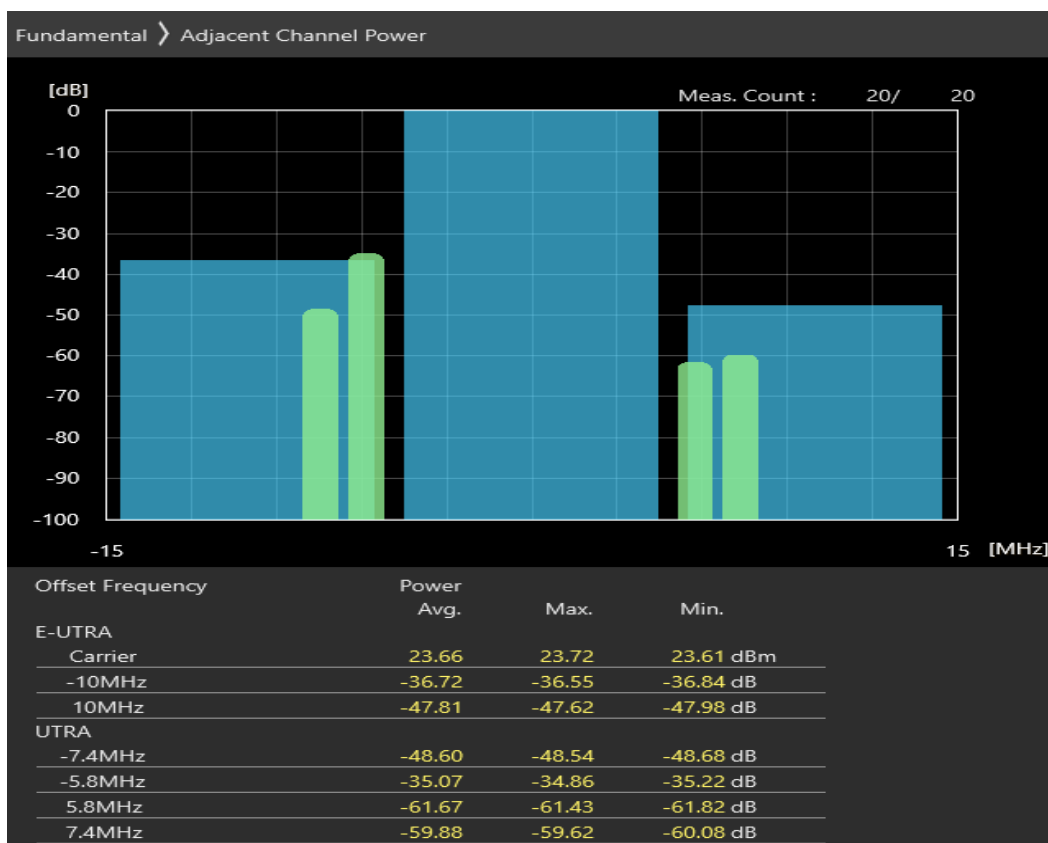 Fundamental 〉 Adjacent Channel Power
[dB]
Meas. Count : 20/ 20
0
-10
-20
-30
-40
-50
-60
-70
-80
-90
-100
-15 15 [MHz]
Offset Frequency Power
Avg. Max. Min.
E-UTRA
Carrier 23.66 23.72 23.61 dBm
-10MHz -36.72 -36.55 -36.84 dB
10MHz -47.81 -47.62 -47.98 dB
UTRA
-7.4MHz -48.60 -48.54 -48.68 dB
-5.8MHz -35.07 -34.86 -35.22 dB
5.8MHz -61.67 -61.43 -61.82 dB
7.4MHz -59.88 -59.62 -60.08 dB